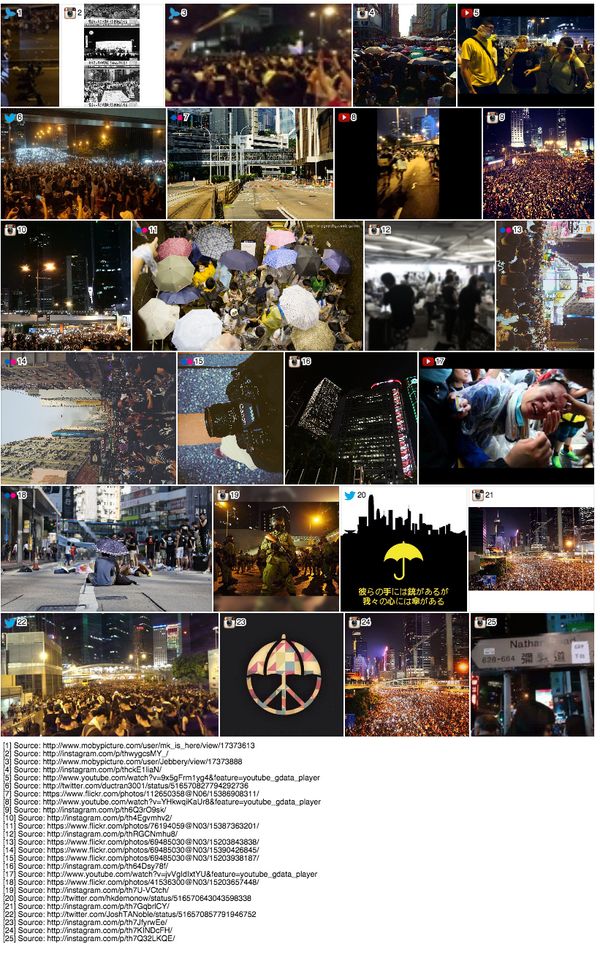 1
2
3
4
5
6
7
8
9
10
11
12
13
14
15
16
17
18
19
20
彼らの手には銃があるが
我々の心には傘がある
21
22
23
24
25
Nathan
626-664
彌敦道
[1] Source: http://www.mobypicture.com/user/mk_is_here/view/17373613
[2] Source: http://instagram.com/p/thwygcsMY_/
[3] Source: http://www.mobypicture.com/user/Jebbery/view/17373888
[4] Source: http://instagram.com/p/thckE1IiaN/
[5] Source: http://www.youtube.com/watch?v=9x5gFrm1yg4&feature=youtube_gdata_player
[6] Source: http://twitter.com/ductran3001/status/516570827794292736
[7] Source: https://www.flickr.com/photos/112650358@N06/15386908311/
[8] Source: http://www.youtube.com/watch?v=YHkwqiKaUr8&feature=youtube_gdata_player
[9] Source: http://instagram.com/p/th6Q3rO9sk/
[10] Source: http://instagram.com/p/th4Egvmhv2/
[11] Source: https://www.flickr.com/photos/76194059@N03/15387363201/
[12] Source: http://instagram.com/p/thRGCNmhu8/
[13] Source: https://www.flickr.com/photos/69485030@N03/15203843838/
[14] Source: https://www.flickr.com/photos/69485030@N03/15390426845/
[15] Source: https://www.flickr.com/photos/69485030@N03/15203938187/
[16] Source: http://instagram.com/p/th64Dsy78f/
[17] Source: http://www.youtube.com/watch?v=jvVgIdIxtYU&feature=youtube_gdata_player
[18] Source: https://www.flickr.com/photos/41536300@N03/15203657448/
[19] Source: http://instagram.com/p/th7U-VCtch/
[20] Source: http://twitter.com/hkdemonow/status/516570643043598338
[21] Source: http://instagram.com/p/th7GqbrlCY/
[22] Source: http://twitter.com/JoshTANoble/status/516570857791946752
[23] Source: http://instagram.com/p/th7JfyrwEe/
[24] Source: http://instagram.com/p/th7KlNDcFH/
[25] Source: http://instagram.com/p/th7Q32LKQE/